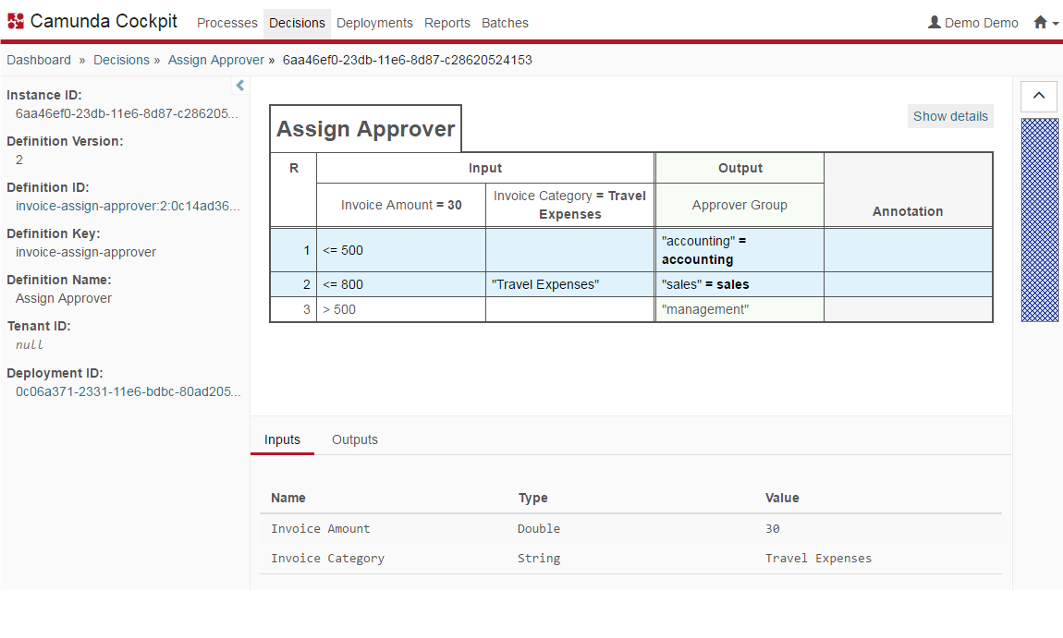 Camunda Cockpit Processes Decisions Deployments Reports Batches Demo Demo
Dashboard » Decisions » Assign Approver » 6aa46ef0-23db-11e6-8d87-c28620524153
Instance ID:
6aa46ef0-23db-11e6-8d87-c286205...
Definition Version:
2
Definition ID:
invoice-assign-approver:2:0c14ad36...
Definition Key:
invoice-assign-approver
Definition Name:
Assign Approver
Tenant ID:
null
Deployment ID:
0c06a371-2331-11e6-bdbc-80ad205...
Assign Approver
Show details
R Input Output Annotation
Invoice Amount = 30
Invoice Category = Travel
Expenses
Approver Group
1 <= 500 "accounting" =
accounting
2 <= 800 "Travel Expenses" "sales" = sales
3 > 500 "management"
Inputs Outputs
Name Type Value
Invoice Amount Double 30
Invoice Category String Travel Expenses